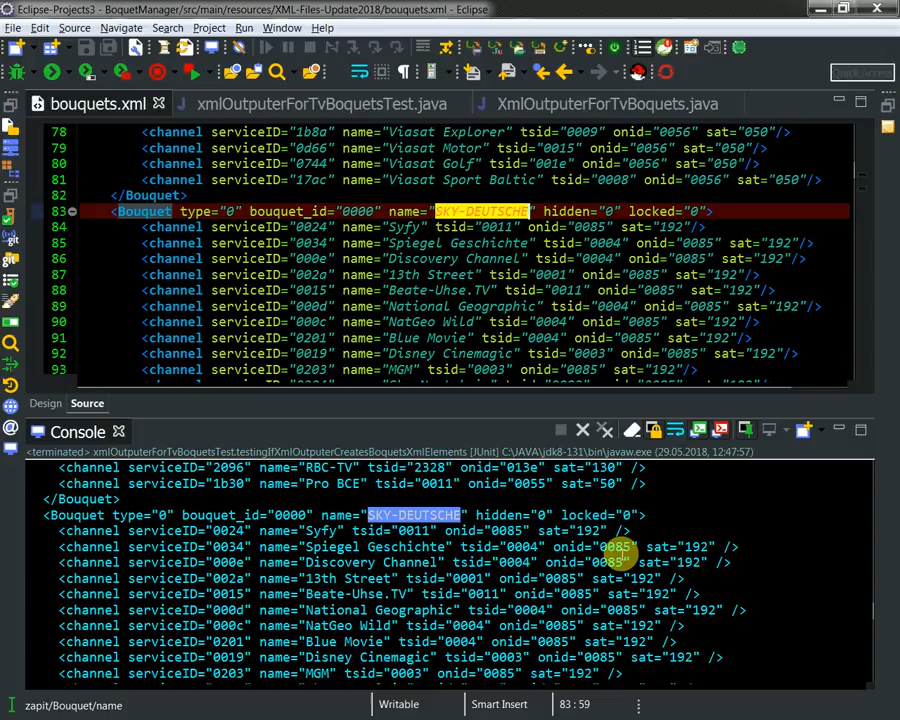 Eclipse-Projects3 - BoquetManager/src/main/resources/XML-Files-Update2018/bouquets.xml - Eclipse
File Edit Source Navigate Search Project Run Window Help
Quick Access
bouquets.xml xmlOutputerForTvBoquetsTest.java XmlOutputerForTvBoquets.java
78 <channel serviceID="1b8a" name="Viasat Explorer" tsid="0009" onid="0056" sat="050"/>
79 <channel serviceID="0d66" name="Viasat Motor" tsid="0015" onid="0056" sat="050"/>
80 <channel serviceID="0744" name="Viasat Golf" tsid="001e" onid="0056" sat="050"/>
81 <channel serviceID="17ac" name="Viasat Sport Baltic" tsid="0008" onid="0056" sat="050"/>
82 </Bouquet>
83 <Bouquet type="0" bouquet_id="0000" name="SKY-DEUTSCHE" hidden="0" locked="0">
84 <channel serviceID="0024" name="Syfy" tsid="0011" onid="0085" sat="192"/>
85 <channel serviceID="0034" name="Spiegel Geschichte" tsid="0004" onid="0085" sat="192"/>
86 <channel serviceID="000e" name="Discovery Channel" tsid="0004" onid="0085" sat="192"/>
87 <channel serviceID="002a" name="13th Street" tsid="0001" onid="0085" sat="192"/>
88 <channel serviceID="0015" name="Beate-Uhse.TV" tsid="0011" onid="0085" sat="192"/>
89 <channel serviceID="000d" name="National Geographic" tsid="0004" onid="0085" sat="192"/>
90 <channel serviceID="000c" name="NatGeo Wild" tsid="0004" onid="0085" sat="192"/>
91 <channel serviceID="0201" name="Blue Movie" tsid="0004" onid="0085" sat="192"/>
92 <channel serviceID="0019" name="Disney Cinemagic" tsid="0003" onid="0085" sat="192"/>
93 <channel serviceID="0203" name="MGM" tsid="0003" onid="0085" sat="192"/>
Design Source
Console
<terminated> xmlOutputerForTvBoquetsTest.testingIfXmlOutputerCreatesBoquetsXmlElements [JUnit] C:\JAVA\jdk8-131\bin\javaw.exe (29.05.2018, 12:47:57)
<channel serviceID="2096" name="RBC-TV" tsid="2328" onid="013e" sat="130" />
<channel serviceID="1b30" name="Pro BCE" tsid="0011" onid="0055" sat="50" />
</Bouquet>
<Bouquet type="0" bouquet_id="0000" name="SKY-DEUTSCHE" hidden="0" locked="0">
<channel serviceID="0024" name="Syfy" tsid="0011" onid="0085" sat="192" />
<channel serviceID="0034" name="Spiegel Geschichte" tsid="0004" onid="0085" sat="192" />
<channel serviceID="000e" name="Discovery Channel" tsid="0004" onid="0085" sat="192" />
<channel serviceID="002a" name="13th Street" tsid="0001" onid="0085" sat="192" />
<channel serviceID="0015" name="Beate-Uhse.TV" tsid="0011" onid="0085" sat="192" />
<channel serviceID="000d" name="National Geographic" tsid="0004" onid="0085" sat="192" />
<channel serviceID="000c" name="NatGeo Wild" tsid="0004" onid="0085" sat="192" />
<channel serviceID="0201" name="Blue Movie" tsid="0004" onid="0085" sat="192" />
<channel serviceID="0019" name="Disney Cinemagic" tsid="0003" onid="0085" sat="192" />
<channel serviceID="0203" name="MGM" tsid="0003" onid="0085" sat="192" />
zapit/Bouquet/name Writable Smart Insert 83 : 59